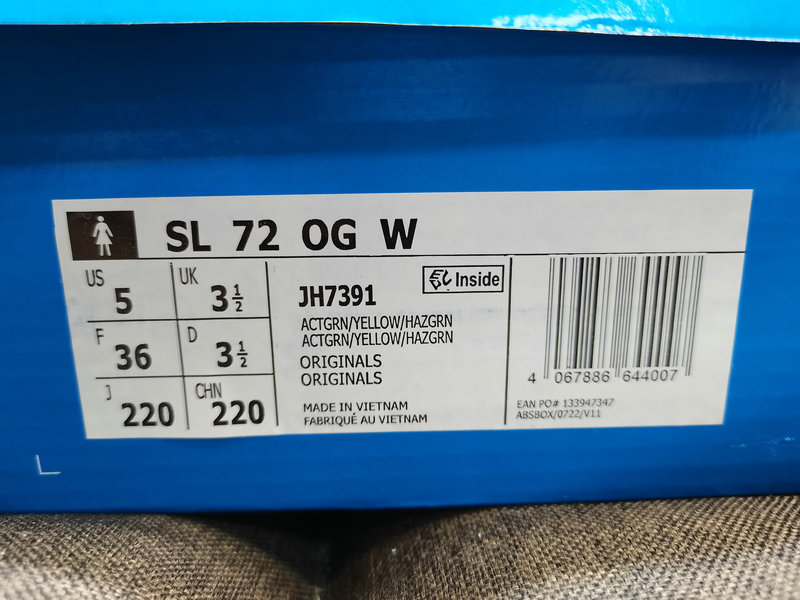 SL 72 OG W
US 5 UK 3 1/2
F 36 D 3 1/2
J 220 CHN 220
JH7391
Inside
ACTGRN/YELLOW/HAZGRN
ACTGRN/YELLOW/HAZGRN
ORIGINALS
ORIGINALS
MADE IN VIETNAM
FABRIQUÉ AU VIETNAM
4 067886 644007
EAN PO# 133947347
ABSBOX/0722/V11